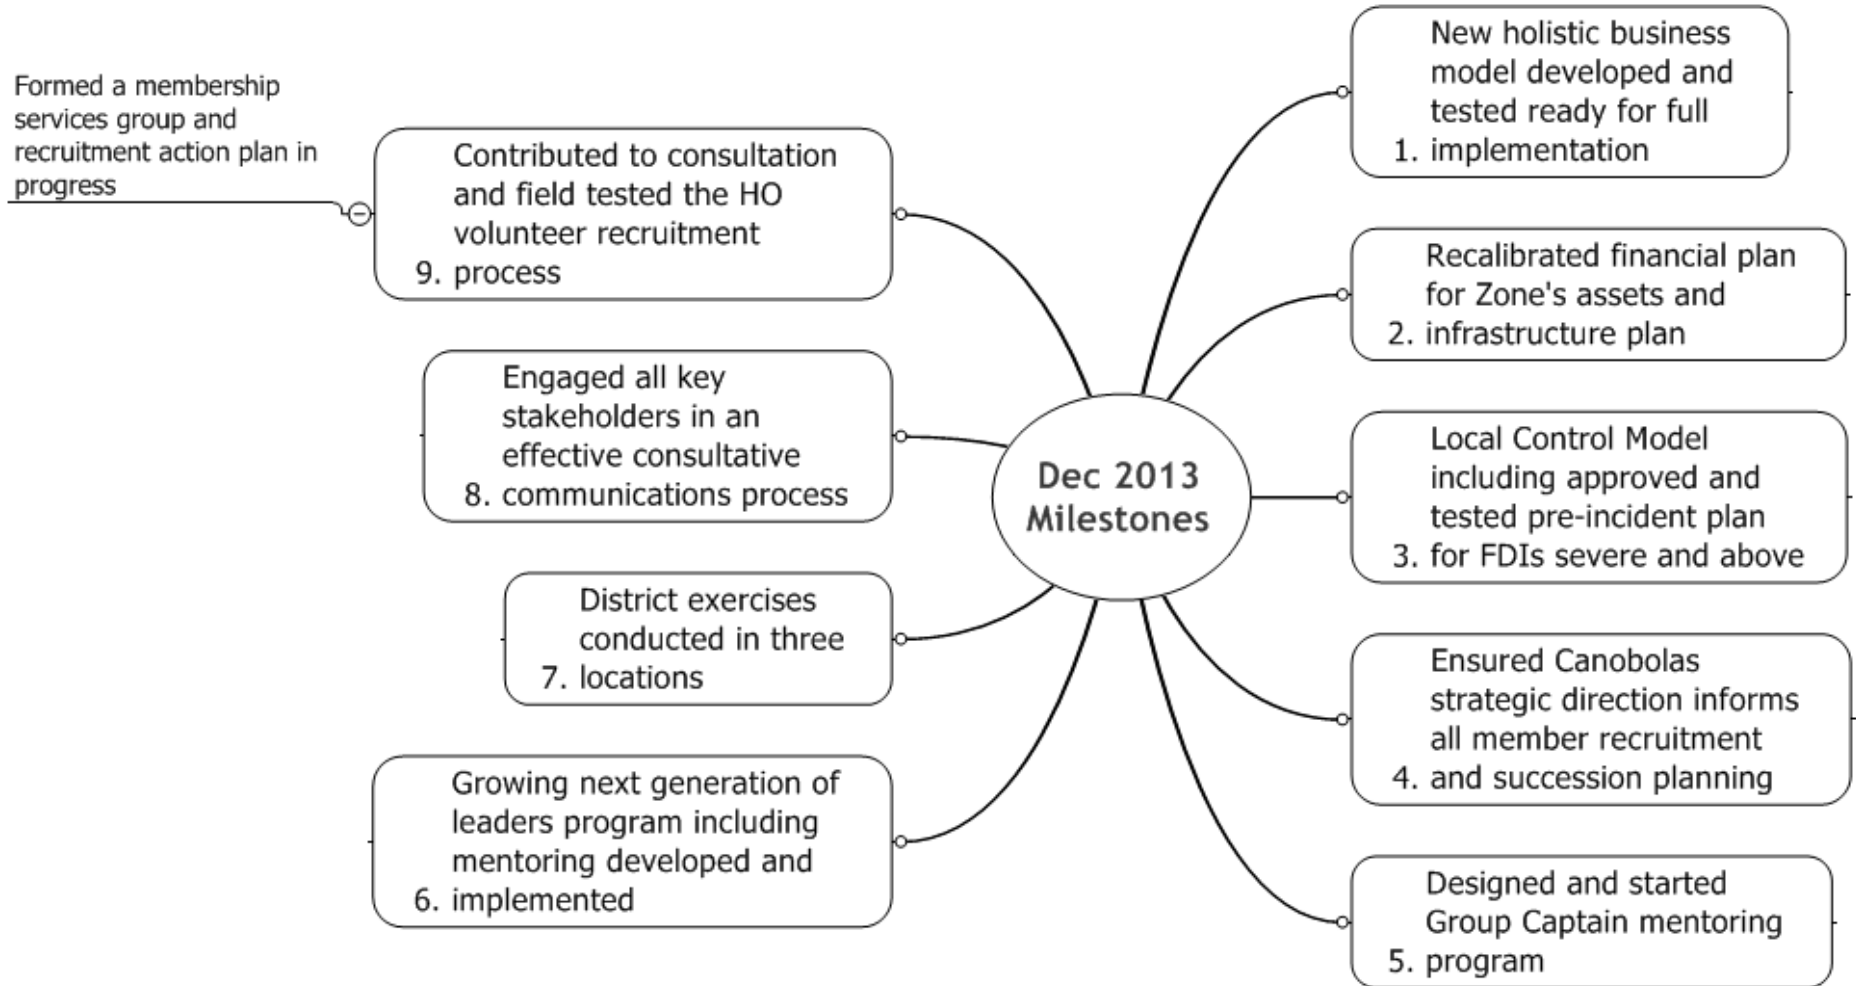 Dec 2013
Milestones
New holistic business
model developed and
tested ready for full
1. implementation
Recalibrated financial plan
for Zone's assets and
2. infrastructure plan
Local Control Model
including approved and
tested pre-incident plan
3. for FDIs severe and above
Ensured Canobolas
strategic direction informs
all member recruitment
4. and succession planning
Designed and started
Group Captain mentoring
5. program
Growing next generation of
leaders program including
mentoring developed and
6. implemented
District exercises
conducted in three
7. locations
Engaged all key
stakeholders in an
effective consultative
8. communications process
Contributed to consultation
and field tested the HO
volunteer recruitment
9. process
Formed a membership
services group and
recruitment action plan in
progress